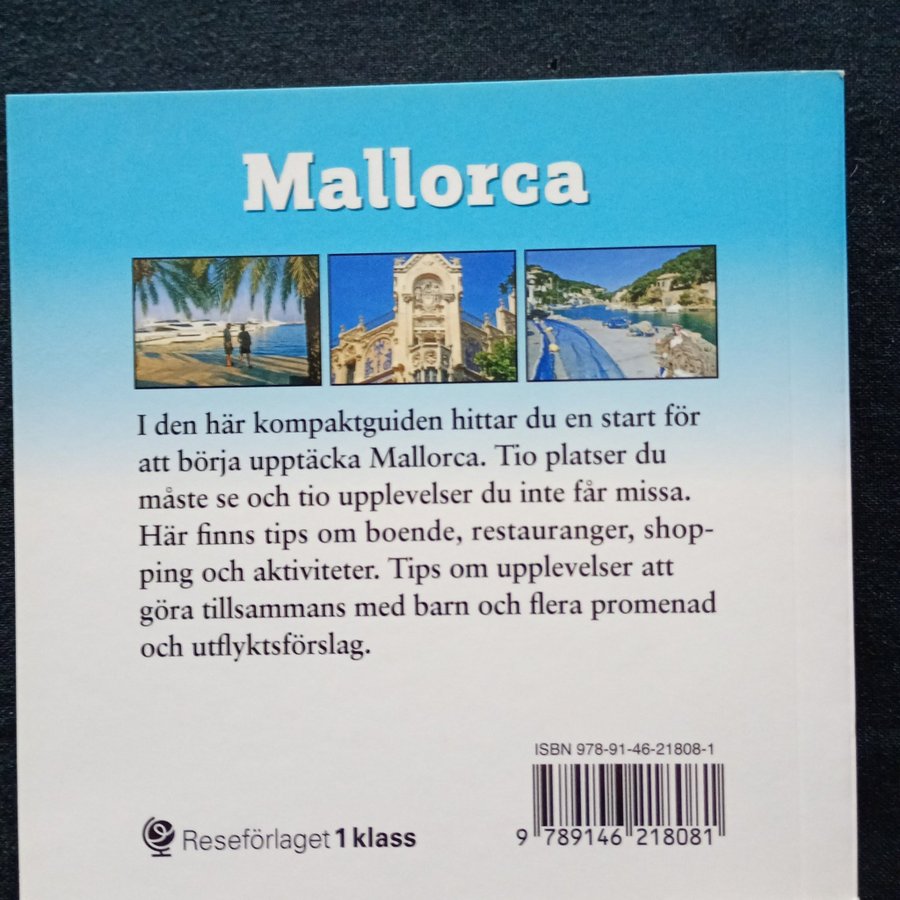 Mallorca
I den här kompaktguiden hittar du en start för
att börja upptäcka Mallorca. Tio platser du
måste se och tio upplevelser du inte får missa.
Här finns tips om boende, restauranger, shop-
ping och aktiviteter. Tips om upplevelser att
göra tillsammans med barn och flera promenad
och utflyktsförslag.
ISBN 978-91-46-21808-1
9 789146 218081
Reseförlaget 1 klass